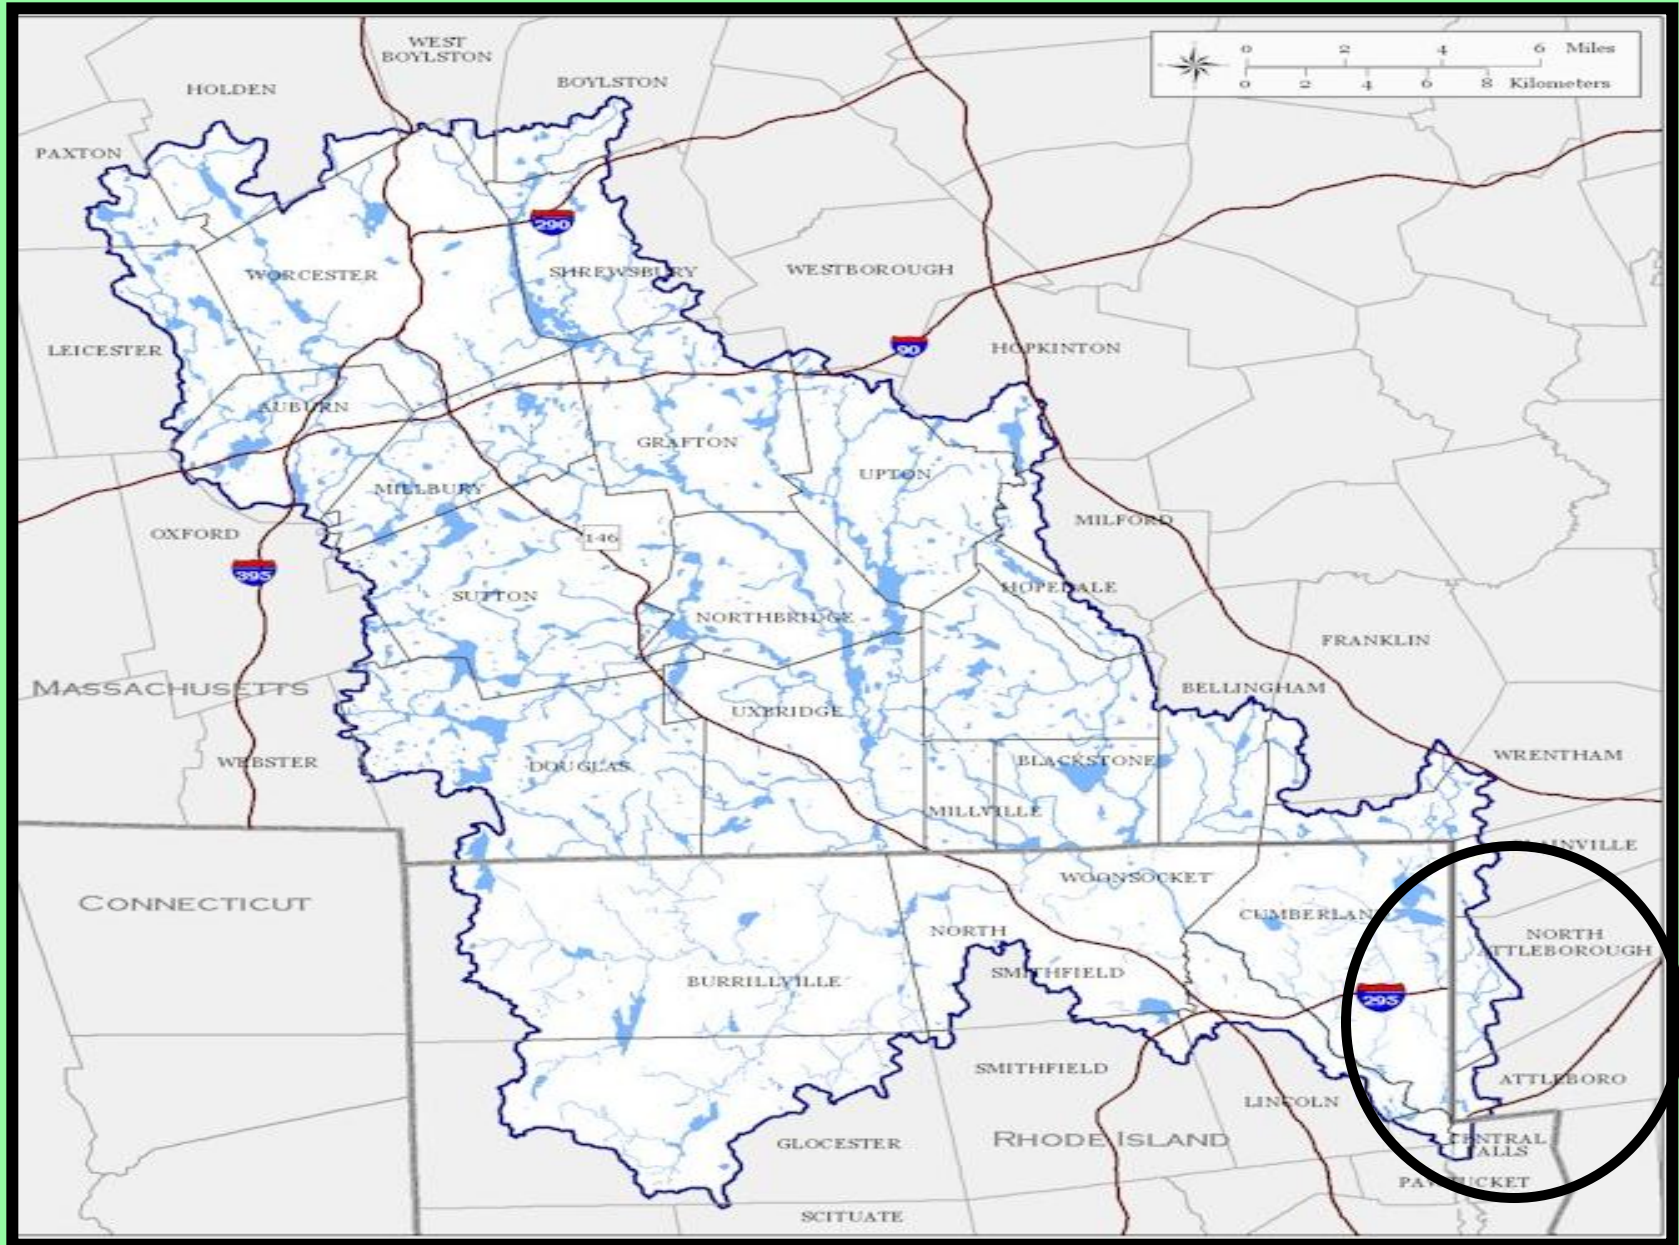 WEST
BOYLSTON
HOLDEN
BOYLSTON
0 2 4 6 Miles
0 2 4 6 8 Kilometers
PAXTON
290
WORCESTER
SHREWSBURY
WESTBOROUGH
LEICESTER
90
HOPKINTON
AUBURN
GRAFTON
UPTON
MILLBURY
OXFORD
146
MILFORD
395
SUTTON
HOPEDALE
NORTHBRIDGE
FRANKLIN
MASSACHUSETTS
BELLINGHAM
UXBRIDGE
WEBSTER
DOUGLAS
BLACKSTONE
WRENTHAM
MILLVILLE
PLAINVILLE
CONNECTICUT
WOONSOCKET
CUMBERLAND
NORTH
NORTH
ATTLEBOROUGH
SMITHFIELD
BURRILLVILLE
295
SMITHFIELD
ATTLEBORO
LINCOLN
GLOCESTER
RHODE ISLAND
CENTRAL
FALLS
PAWTUCKET
SCITUATE